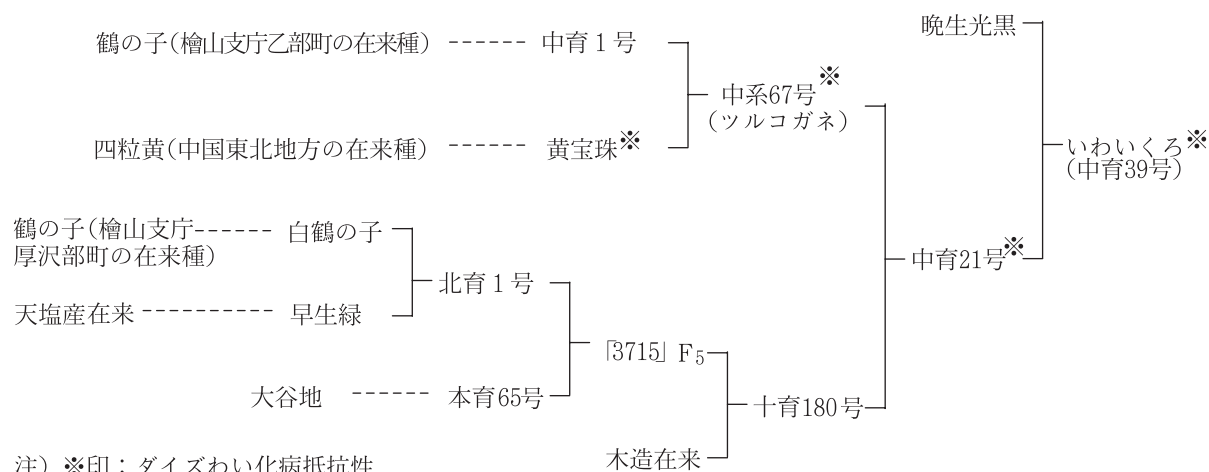 晩生光黒
鶴の子(檜山支庁乙部町の在来種) 中育1号
中系67号※
(ツルコガネ)
四粒黄(中国東北地方の在来種) 黄宝珠※
いわいくろ※
(中育39号)
鶴の子(檜山支庁
厚沢部町の在来種)
白鶴の子
中育21号※
北育1号
天塩産在来 早生緑
「3715」F5
大谷地 本育65号
十育180号
木造在来
注)※印:ダイズわい化病抵抗性